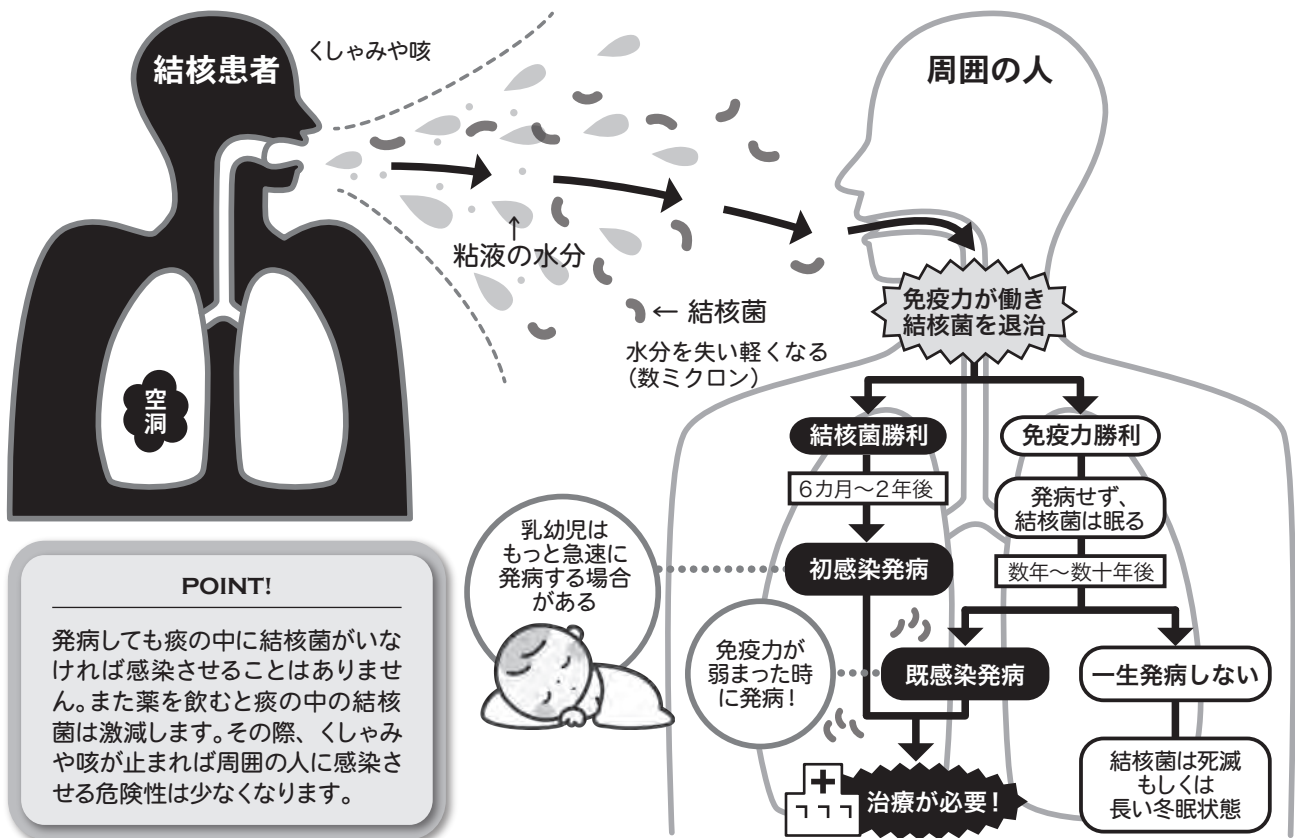 結核患者
くしゃみや咳
周囲の人
↑
粘液の水分
← 結核菌
水分を失い軽くなる
（数ミクロン）
空洞
免疫力が働き
結核菌を退治
結核菌勝利
免疫力勝利
6カ月～2年後
発病せず、
結核菌は眠る
乳幼児は
もっと急速に
発病する場合
がある
初感染発病
数年～数十年後
免疫力が
弱まった時
に発病！
既感染発病
一生発病しない
治療が必要！
結核菌は死滅
もしくは
長い冬眠状態
POINT!
発病しても痰の中に結核菌がいな
ければ感染させることはありませ
ん。また薬を飲むと痰の中の結核
菌は激減します。その際、くしゃみ
や咳が止まれば周囲の人に感染さ
せる危険性は少なくなります。